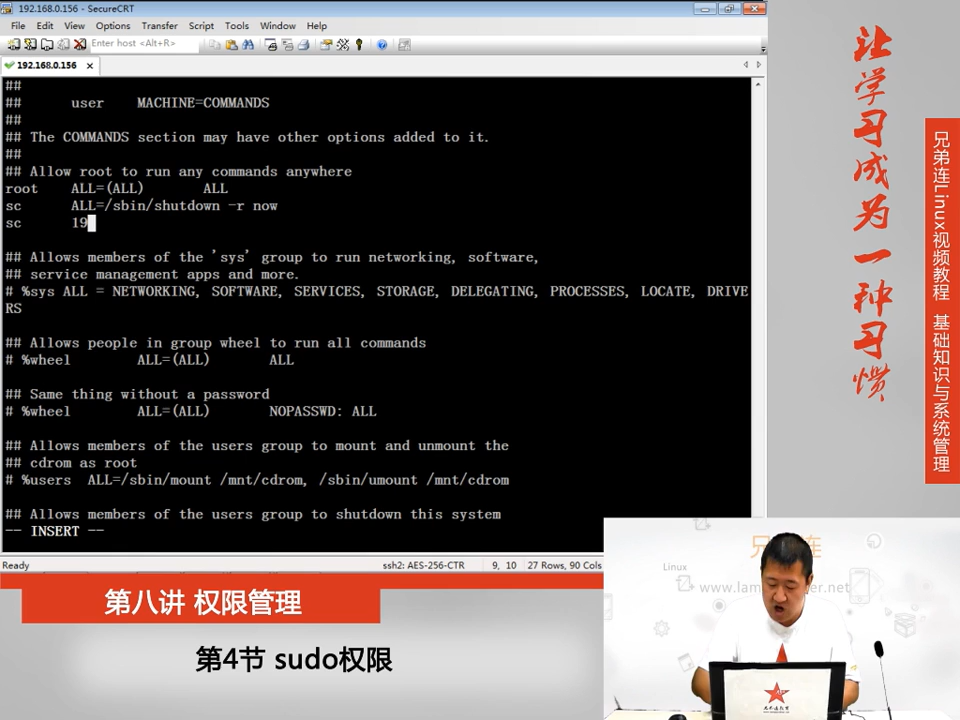 192.168.0.156 - SecureCRT
File Edit View Options Transfer Script Tools Window Help
Enter host <Alt+R>
192.168.0.156
##
## user MACHINE=COMMANDS
##
## The COMMANDS section may have other options added to it.
##
## Allow root to run any commands anywhere
root ALL=(ALL) ALL
sc ALL=/sbin/shutdown -r now
sc 19
## Allows members of the 'sys' group to run networking, software,
## service management apps and more.
# %sys ALL = NETWORKING, SOFTWARE, SERVICES, STORAGE, DELEGATING, PROCESSES, LOCATE, DRIVE
RS
## Allows people in group wheel to run all commands
# %wheel ALL=(ALL) ALL
## Same thing without a password
# %wheel ALL=(ALL) NOPASSWD: ALL
## Allows members of the users group to mount and unmount the
## cdrom as root
# %users ALL=/sbin/mount /mnt/cdrom, /sbin/umount /mnt/cdrom
## Allows members of the users group to shutdown this system
-- INSERT --
Ready ssh2: AES-256-CTR 9, 10 27 Rows, 90 Cols
让学习成为一种习惯
兄弟连Linux视频教程 基础知识与系统管理
第八讲 权限管理
第4节 sudo权限
Linux